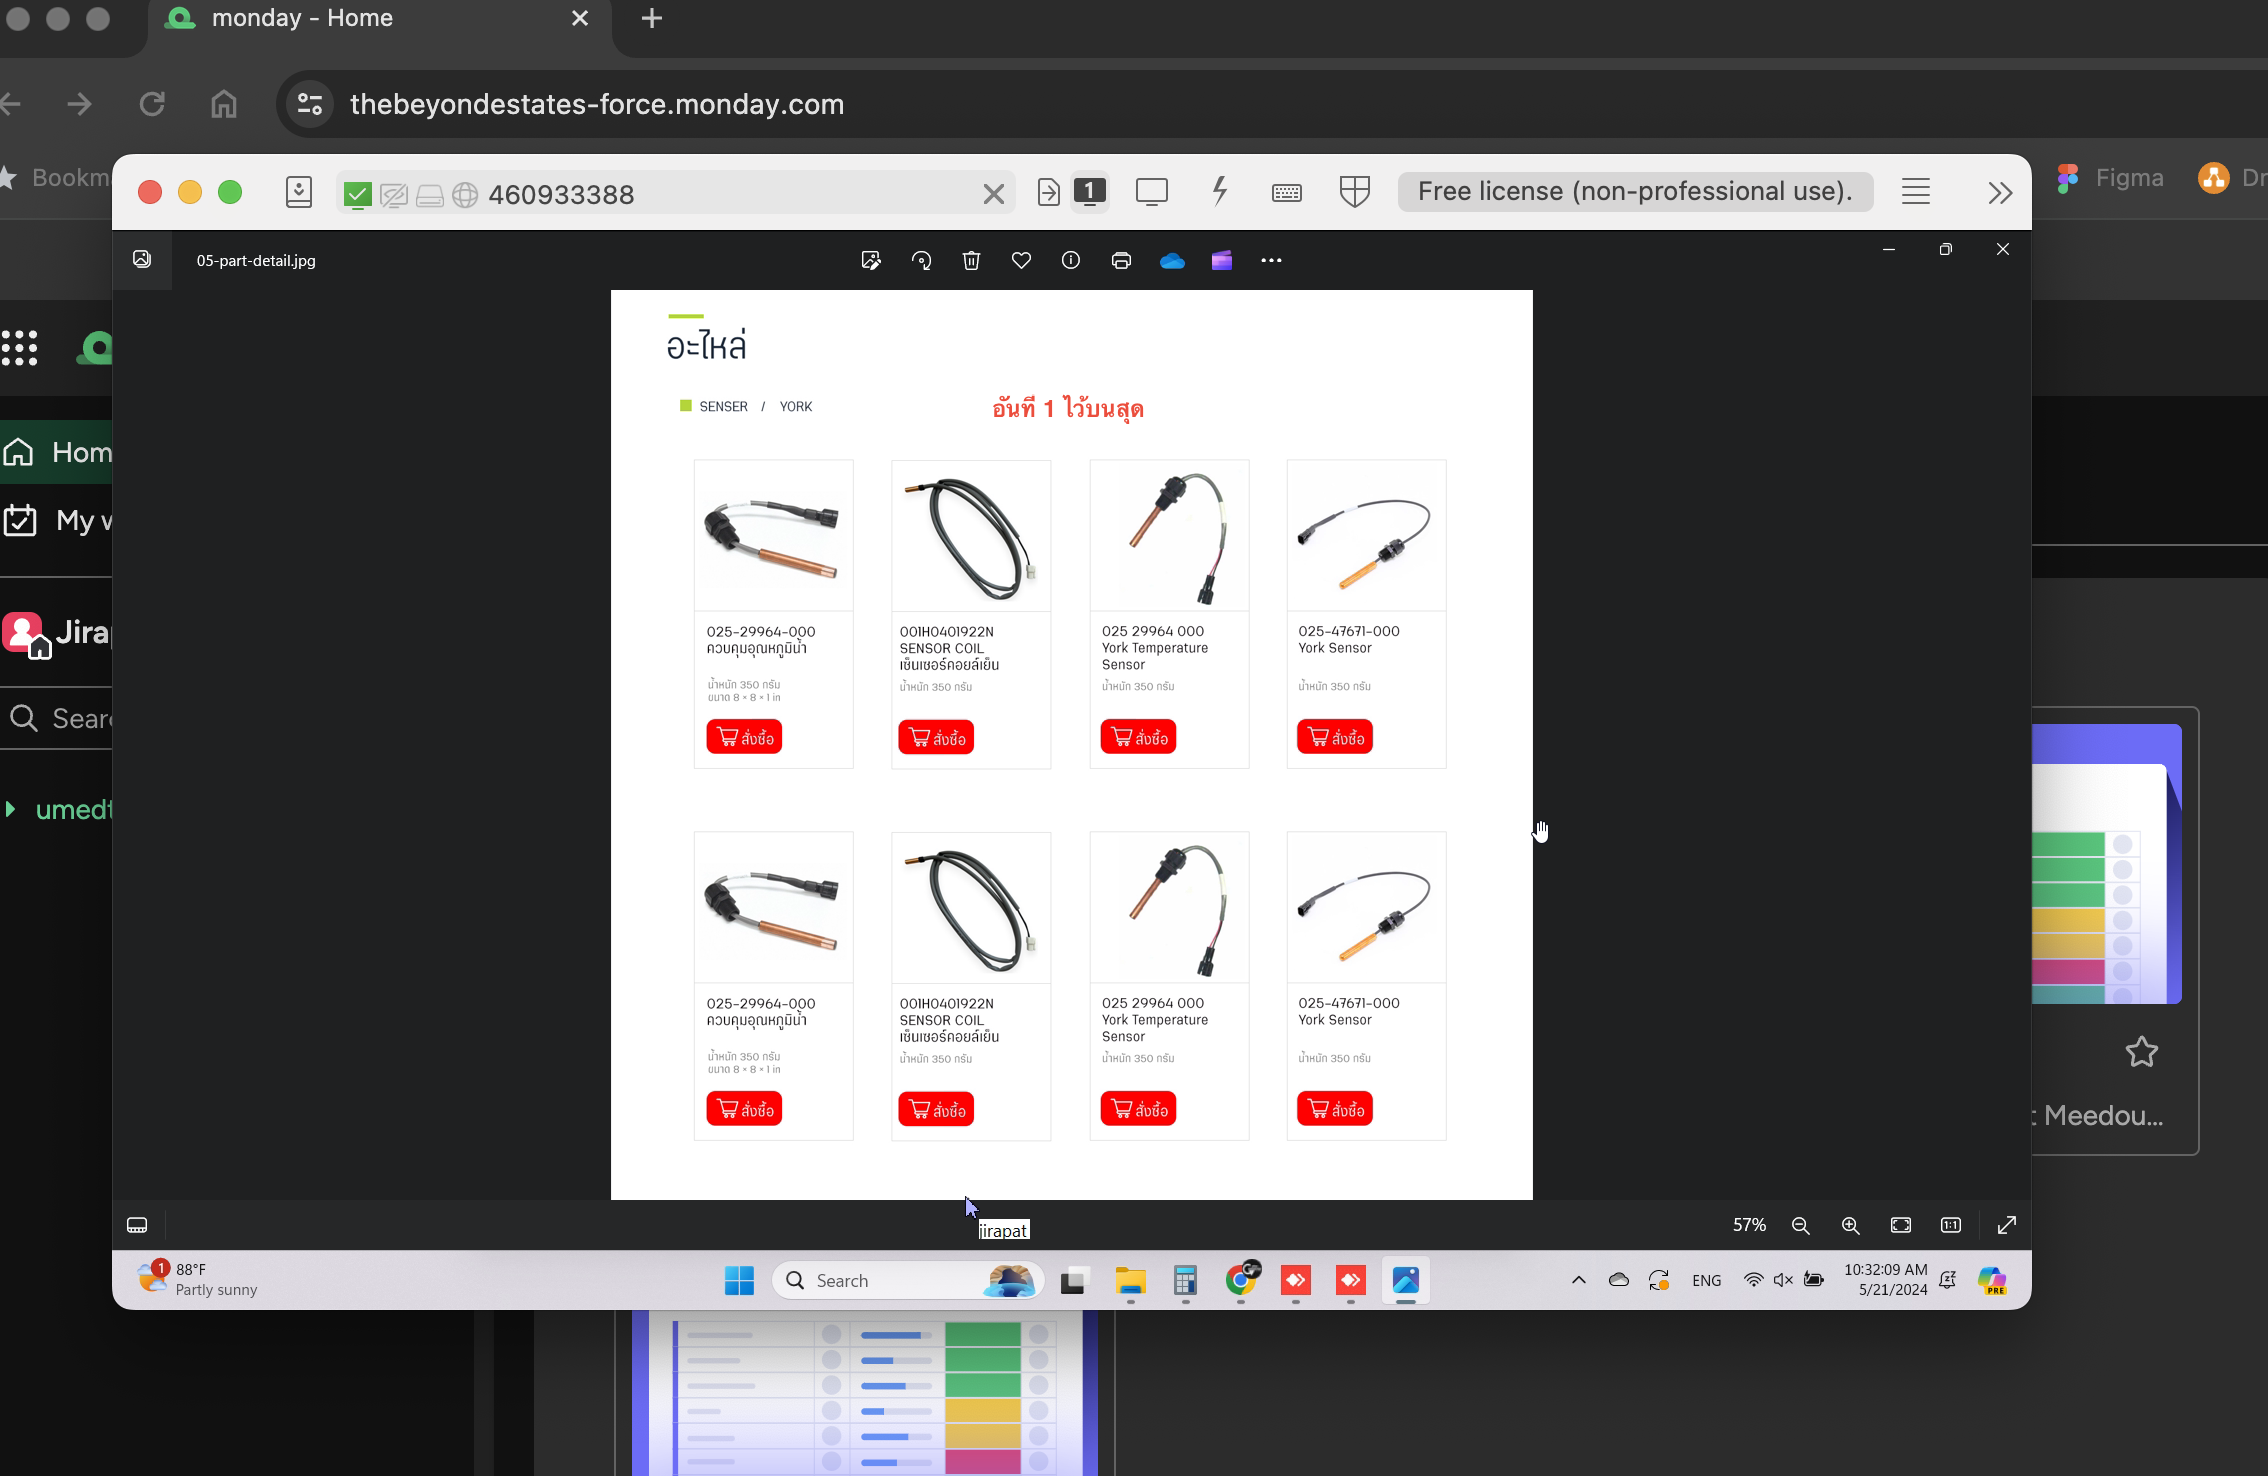 monday - Home
thebeyondestates-force.monday.com
Figma
460933388
1
Free license (non-professional use).
05-part-detail.jpg
อะไหล่
SENSER / YORK
อันที่ 1 ไว้บนสุด
025-29964-000
ควบคุมอุณหภูมิน้ำ
น้ำหนัก 350 กรัม
ขนาด 8 × 8 × 1 in
สั่งซื้อ
001H0401922N
SENSOR COIL
เซ็นเซอร์คอยล์เย็น
น้ำหนัก 350 กรัม
สั่งซื้อ
025 29964 000
York Temperature
Sensor
น้ำหนัก 350 กรัม
สั่งซื้อ
025-47671-000
York Sensor
น้ำหนัก 350 กรัม
สั่งซื้อ
025-29964-000
ควบคุมอุณหภูมิน้ำ
น้ำหนัก 350 กรัม
ขนาด 8 × 8 × 1 in
สั่งซื้อ
001H0401922N
SENSOR COIL
เซ็นเซอร์คอยล์เย็น
น้ำหนัก 350 กรัม
สั่งซื้อ
025 29964 000
York Temperature
Sensor
น้ำหนัก 350 กรัม
สั่งซื้อ
025-47671-000
York Sensor
น้ำหนัก 350 กรัม
สั่งซื้อ
jirapat
57%
1:1
1
88°F
Partly sunny
Search
ENG
10:32:09 AM
5/21/2024
PRE
Meedou...